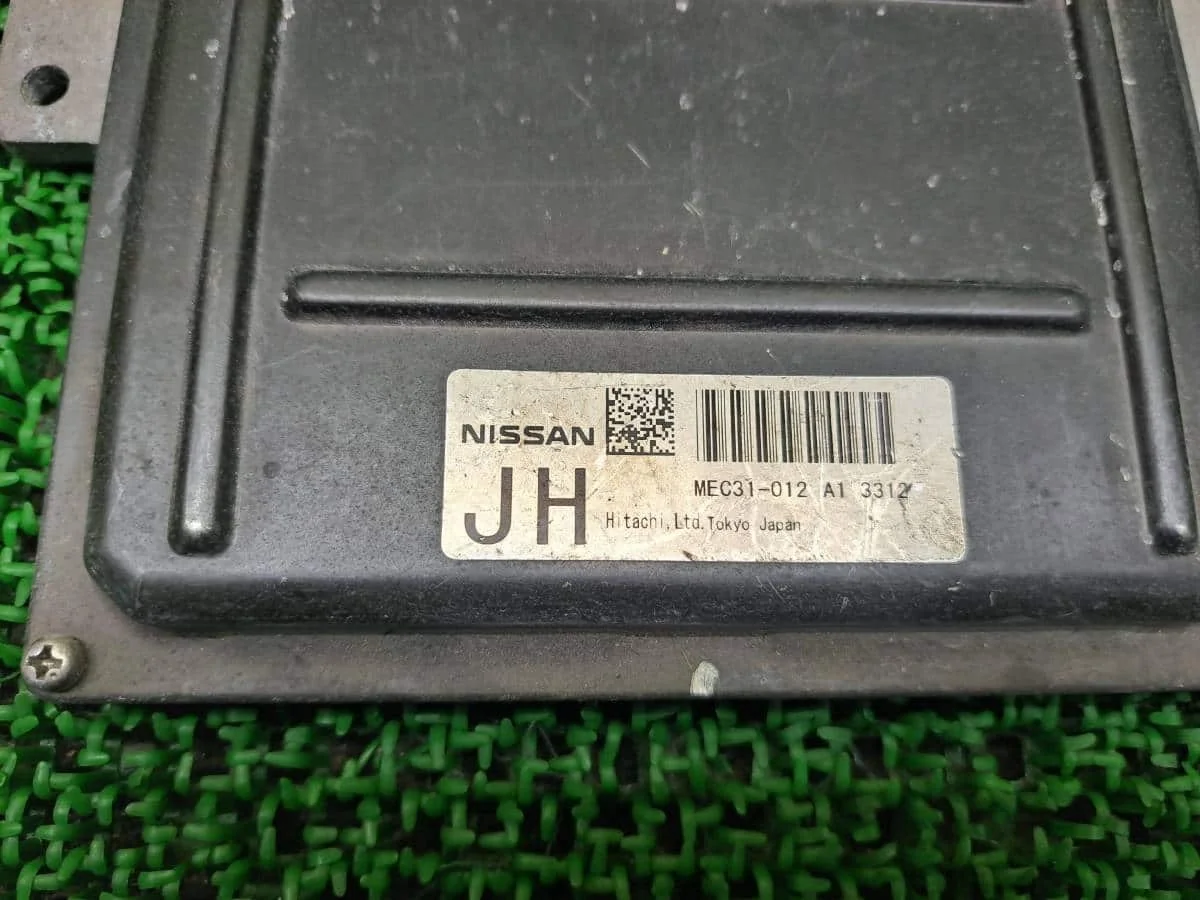 NISSAN
JH
MEC31-012 A1 3312
Hitachi,Ltd.Tokyo Japan